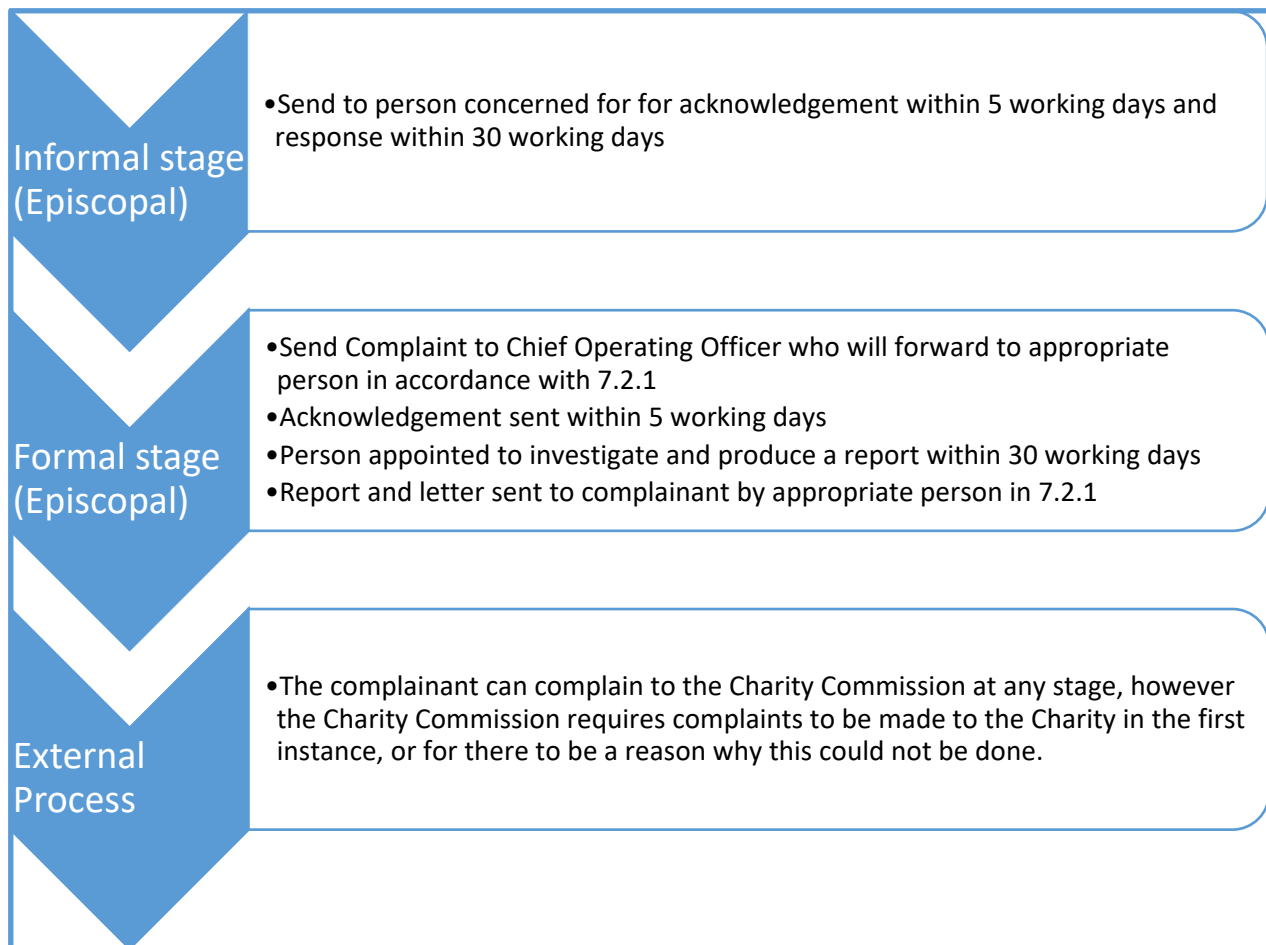 Informal stage
(Episcopal)
•Send to person concerned for for acknowledgement within 5 working days and
response within 30 working days
Formal stage
(Episcopal)
•Send Complaint to Chief Operating Officer who will forward to appropriate
person in accordance with 7.2.1
•Acknowledgement sent within 5 working days
•Person appointed to investigate and produce a report within 30 working days
•Report and letter sent to complainant by appropriate person in 7.2.1
External
Process
•The complainant can complain to the Charity Commission at any stage, however
the Charity Commission requires complaints to be made to the Charity in the first
instance, or for there to be a reason why this could not be done.